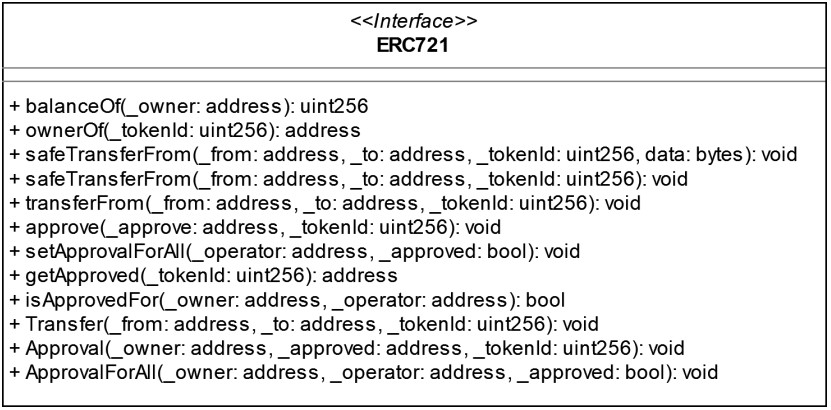 <<Interface>>
ERC721
+ balanceOf(_owner: address): uint256
+ ownerOf(_tokenId: uint256): address
+ safeTransferFrom(_from: address, _to: address, _tokenId: uint256, data: bytes): void
+ safeTransferFrom(_from: address, _to: address, _tokenId: uint256): void
+ transferFrom(_from: address, _to: address, _tokenId: uint256): void
+ approve(_approve: address, _tokenId: uint256): void
+ setApprovalForAll(_operator: address, _approved: bool): void
+ getApproved(_tokenId: uint256): address
+ isApprovedFor(_owner: address, _operator: address): bool
+ Transfer(_from: address, _to: address, _tokenId: uint256): void
+ Approval(_owner: address, _approved: address, _tokenId: uint256): void
+ ApprovalForAll(_owner: address, _operator: address, _approved: bool): void